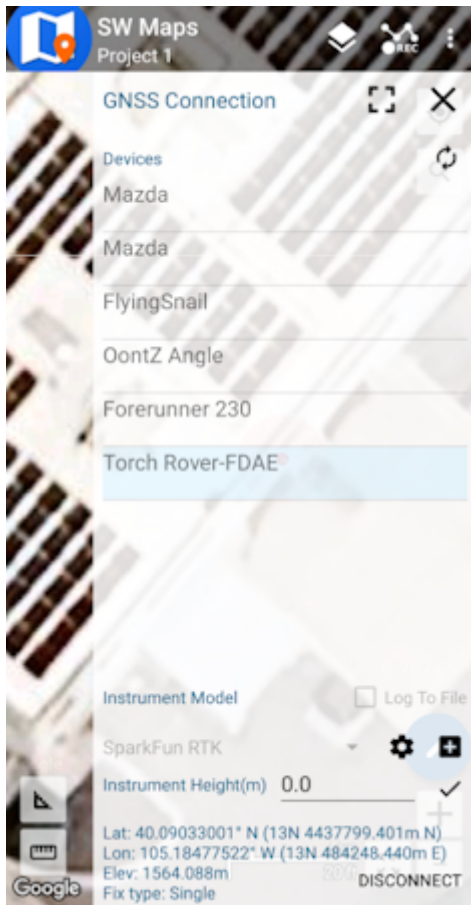 SW Maps
Project 1
REC
GNSS Connection
Devices
Mazda
Mazda
FlyingSnail
OontZ Angle
Forerunner 230
Torch Rover-FDAE
Instrument Model
Log To File
SparkFun RTK
Instrument Height(m) 0.0
Lat: 40.09033001° N (13N 4437799.401m N)
Lon: 105.18477522° W (13N 484248.440m E)
Elev: 1564.088m
Fix type: Single
DISCONNECT
Google